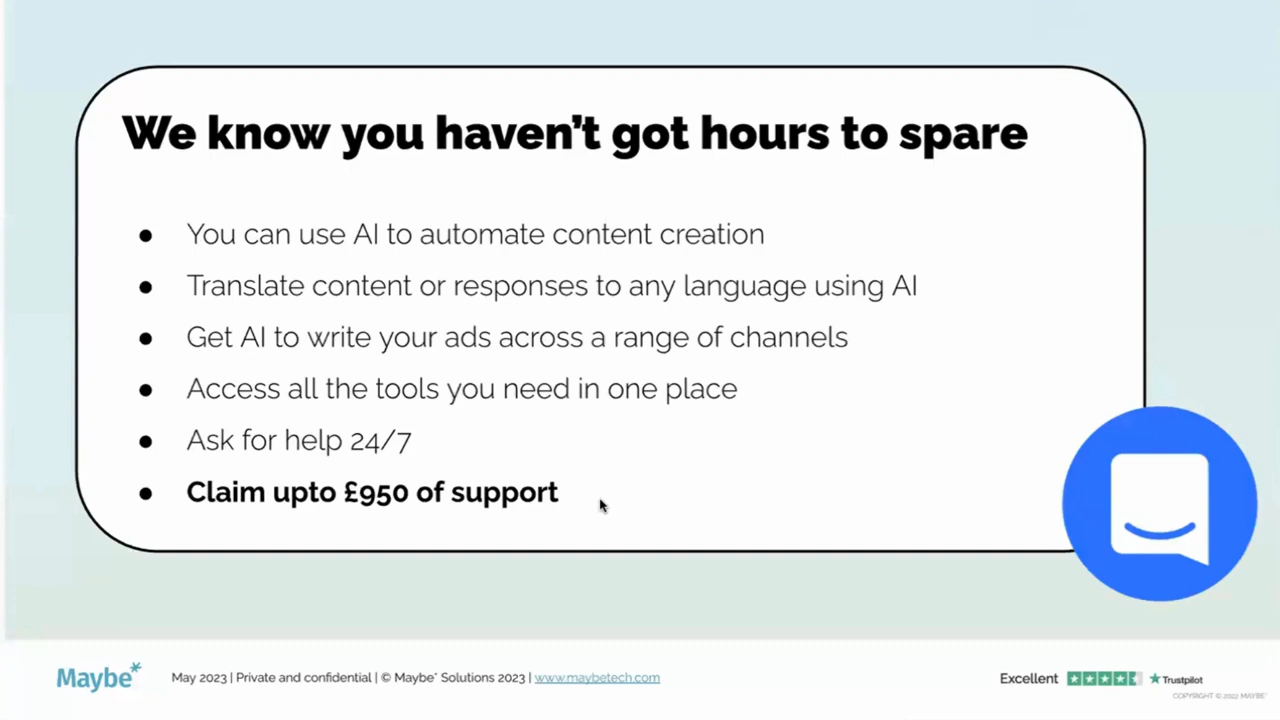 We know you haven't got hours to spare
● You can use AI to automate content creation
● Translate content or responses to any language using AI
● Get AI to write your ads across a range of channels
● Access all the tools you need in one place
● Ask for help 24/7
● Claim upto £950 of support
Maybe* May 2023 | Private and confidential | © Maybe* Solutions 2023 | www.maybetech.com Excellent Trustpilot
COPYRIGHT © 2022 MAYBE*